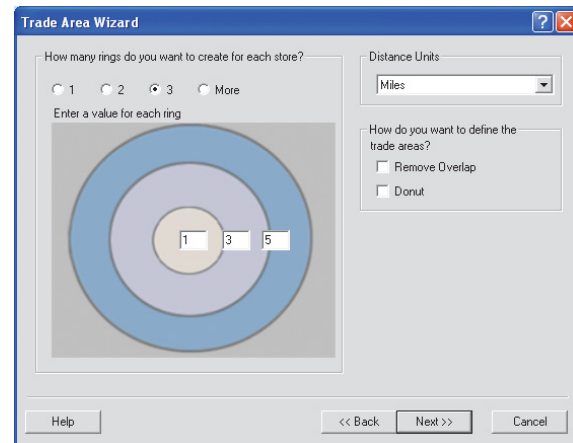 Trade Area Wizard
How many rings do you want to create for each store?
1 2 3 More
Enter a value for each ring
1 3 5
Distance Units
Miles
How do you want to define the
trade areas?
Remove Overlap
Donut
Help
<< Back
Next >>
Cancel